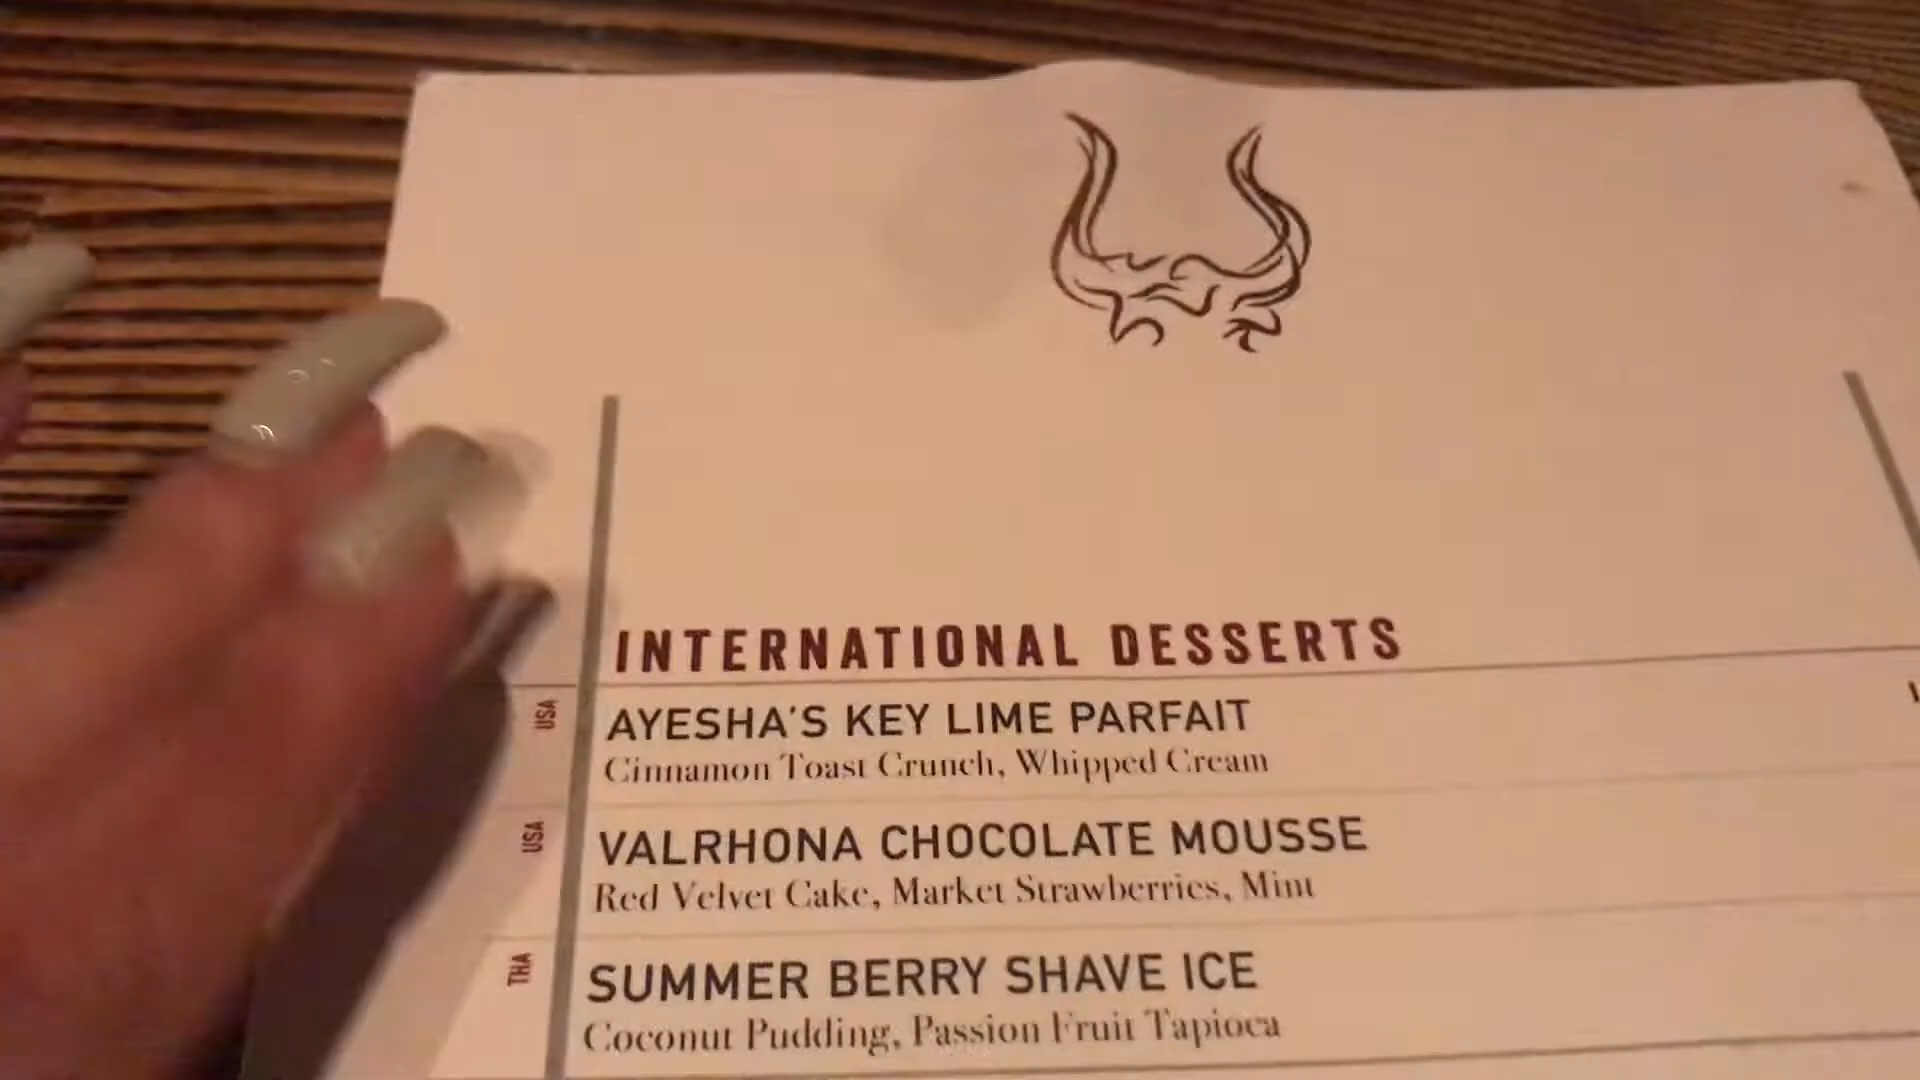 INTERNATIONAL DESSERTS
USA
AYESHA'S KEY LIME PARFAIT
Cinnamon Toast Crunch, Whipped Cream
USA
VALRHONA CHOCOLATE MOUSSE
Red Velvet Cake, Market Strawberries, Mint
THA
SUMMER BERRY SHAVE ICE
Coconut Pudding, Passion Fruit Tapioca